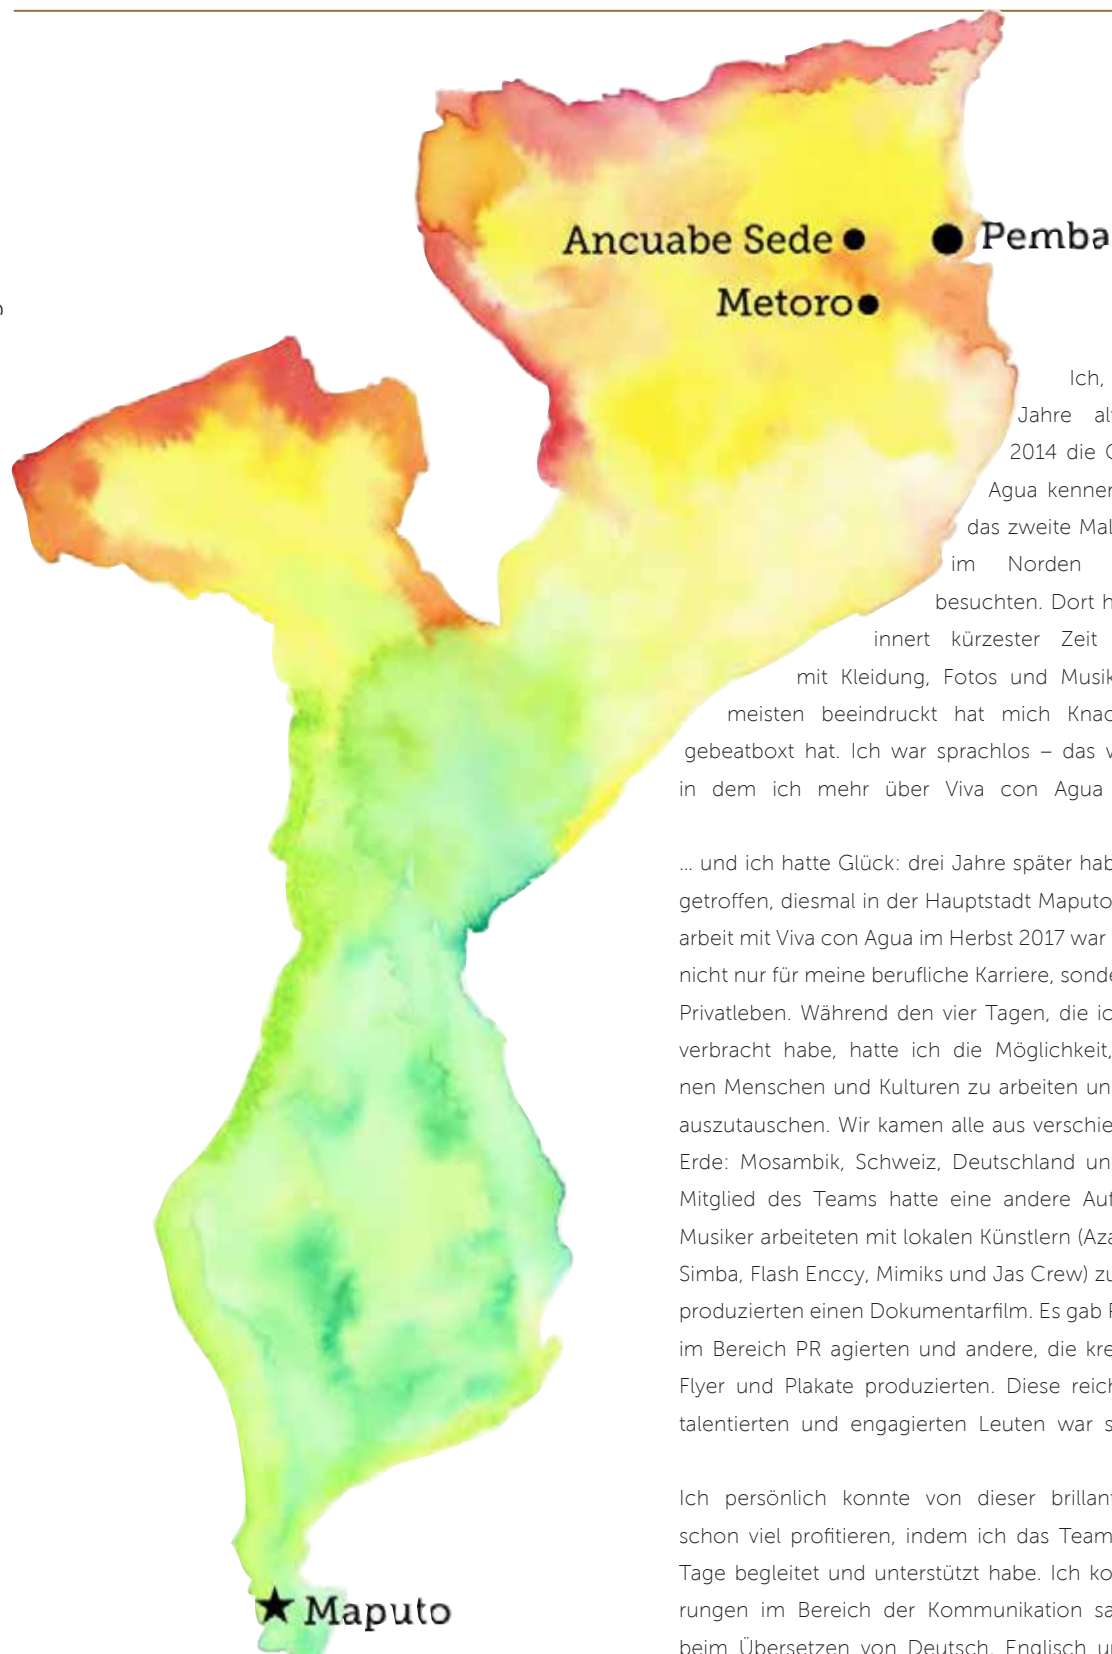 Ancuabe Sede
Pemba
Metoro
Ich,
Jahre
2014 die
Agua kennen
das zweite Mal
im Norden
besuchten. Dort
innert kürzester Zeit
mit Kleidung, Fotos und Musik
meisten beeindruckt hat mich
gebeatboxt hat. Ich war sprachlos – das
in dem ich mehr über Viva con Agua
... und ich hatte Glück: drei Jahre später
getroffen, diesmal in der Hauptstadt Maputo
arbeit mit Viva con Agua im Herbst 2017 war
nicht nur für meine berufliche Karriere,
Privatleben. Während den vier Tagen, die
verbracht habe, hatte ich die Möglichkeit,
nen Menschen und Kulturen zu arbeiten
auszutauschen. Wir kamen alle aus
Erde: Mosambik, Schweiz, Deutschland
Mitglied des Teams hatte eine andere
Musiker arbeiteten mit lokalen Künstlern
Simba, Flash Enccy, Mimiks und Jas Crew)
produzierten einen Dokumentarfilm. Es gab
im Bereich PR agierten und andere, die
Flyer und Plakate produzierten. Diese
talentierten und engagierten Leuten war
Ich persönlich konnte von dieser
schon viel profitieren, indem ich das Team
Tage begleitet und unterstützt habe. Ich
rungen im Bereich der Kommunikation
beim Übersetzen von Deutsch, Englisch
Maputo